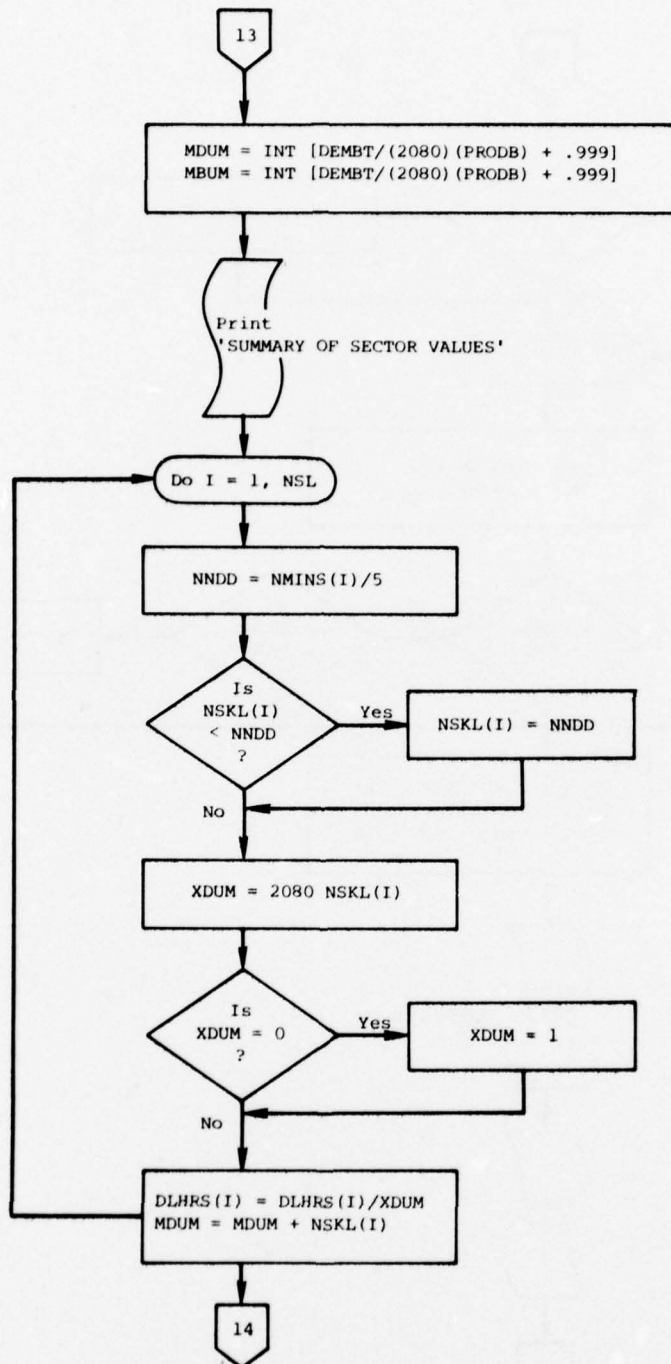 13
MDUM = INT [DEMBT/(2080)(PRODB) + .999]
MBUM = INT [DEMBT/(2080)(PRODB) + .999]
Print
'SUMMARY OF SECTOR VALUES'
Do I = 1, NSL
NNDD = NMINS(I)/5
Is
NSKL(I)
< NNDD
?
Yes
NSKL(I) = NNDD
No
XDUM = 2080 NSKL(I)
Is
XDUM = 0
?
Yes
XDUM = 1
No
DLHRS(I) = DLHRS(I)/XDUM
MDUM = MDUM + NSKL(I)
14